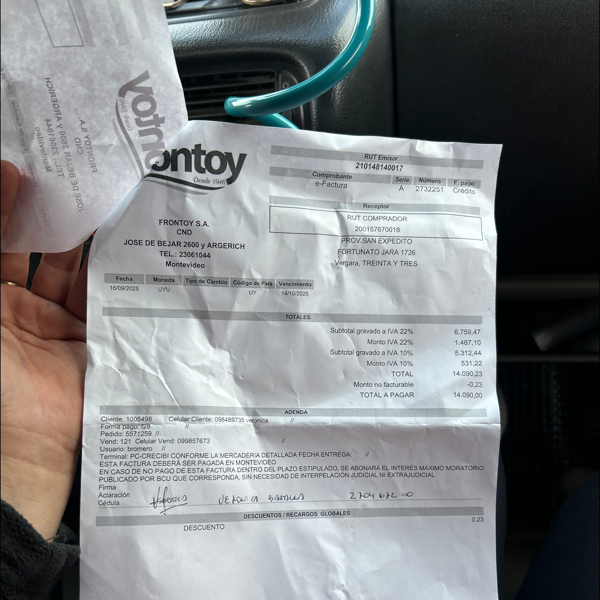 Frontoy
Desde 1946
RUT Emisor
210148140017
Comprobante Serie Número F. pago
e-Factura A 2732251 Crédito
Receptor
RUT COMPRADOR
200157670018
PROV.SAN EXPEDITO
FORTUNATO JARA 1726
Vergara, TREINTA Y TRES
FRONTOY S.A.
CND
JOSE DE BEJAR 2600 y ARGERICH
TEL.: 23061044
Montevideo
Fecha Moneda Tipo de Cambio Código de País Vencimiento
16/09/2025 UYU UY 14/10/2025
TOTALES
Subtotal gravado a IVA 22% 6.759,47
Monto IVA 22% 1.487,10
Subtotal gravado a IVA 10% 5.312,44
Monto IVA 10% 531,22
TOTAL 14.090,23
Monto no facturable -0,23
TOTAL A PAGAR 14.090,00
ADENDA
Cliente: 1005498 Celular Cliente: 098489735 veronica //
Forma pago: f28 //
Pedido: 5571259 //
Vend: 121 Celular Vend: 099857673 //
Usuario: bromero //
Terminal: PC-CRECIBI CONFORME LA MERCADERIA DETALLADA FECHA ENTREGA: //
ESTA FACTURA DEBERÁ SER PAGADA EN MONTEVIDEO
EN CASO DE NO PAGO DE ESTA FACTURA DENTRO DEL PLAZO ESTIPULADO, SE ABONARÁ EL INTERÉS MÁXIMO MORATORIO
PUBLICADO POR BCU QUE CORRESPONDA, SIN NECESIDAD DE INTERPELACIÓN JUDICIAL NI EXTRAJUDICIAL
Firma
Aclaración
Cédula
DESCUENTOS / RECARGOS GLOBALES
DESCUENTO 0,23